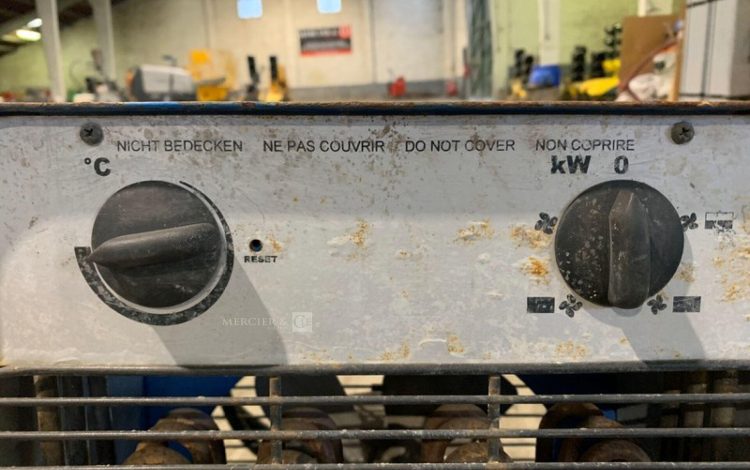 NICHT BEDECKEN NE PAS COUVRIR DO NOT COVER NON COPRIRE
°C
kW 0
RESET
MERCIER &